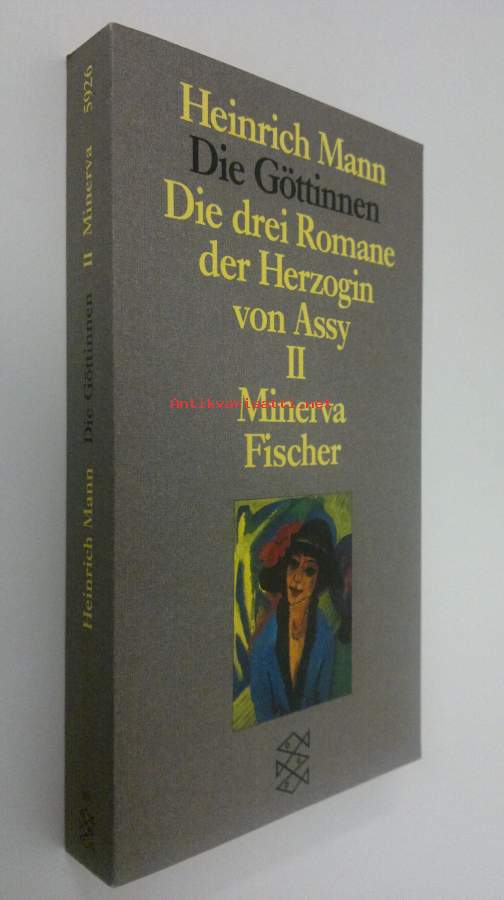 Heinrich Mann
Die Göttinnen
Die drei Romane
der Herzogin
von Assy
II
Minerva
Fischer
Heinrich Mann Die Göttinnen II Minerva 5926
Antikvariaatti.net